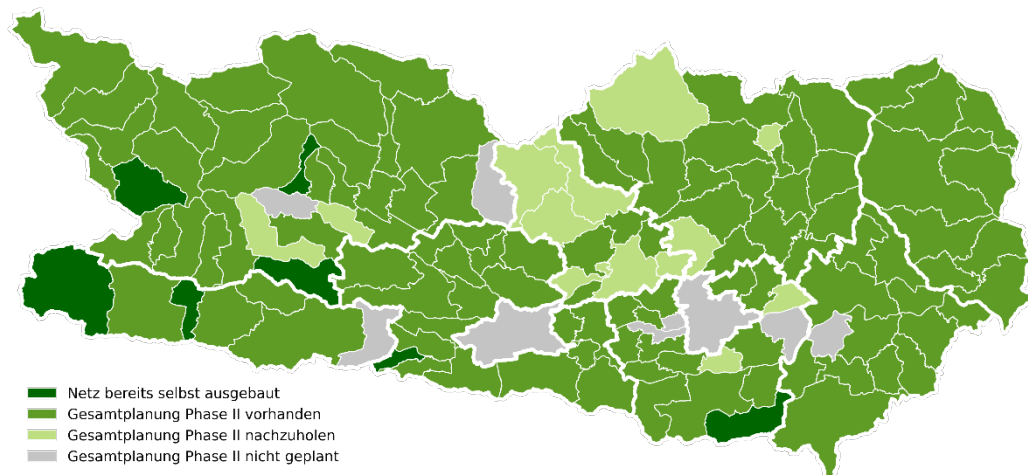 Netz bereits selbst ausgebaut
Gesamtplanung Phase II vorhanden
Gesamtplanung Phase II nachzuholen
Gesamtplanung Phase II nicht geplant